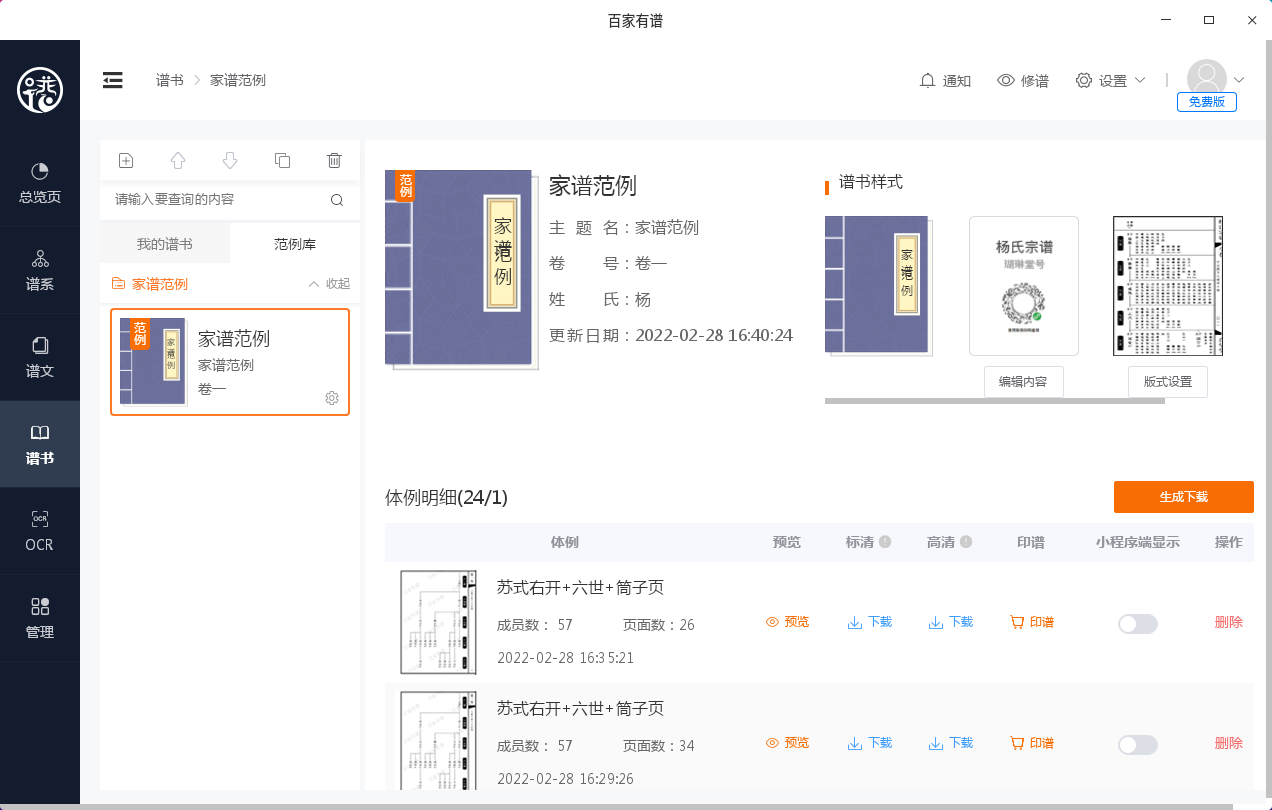 百家有谱
谱书 > 家谱范例
通知 修谱 设置
免费版
总览页
谱系
谱文
谱书
OCR
管理
请输入要查询的内容
我的谱书 范例库
家谱范例 收起
范例
家谱范例
家谱范例
家谱范例
卷一
范例
家谱范例
家谱范例
主 题 名：家谱范例
卷 号：卷一
姓 氏：杨
更新日期：2022-02-28 16:40:24
谱书样式
家谱范例
杨氏宗谱
瑚琳堂号
编辑内容
版式设置
体例明细(24/1)
生成下载
体例 预览 标清 高清 印谱 小程序端显示 操作
苏式右开+六世+筒子页
成员数： 57 页面数：26
2022-02-28 16:35:21
预览 下载 下载 印谱 删除
苏式右开+六世+筒子页
成员数： 57 页面数：34
2022-02-28 16:29:26
预览 下载 下载 印谱 删除